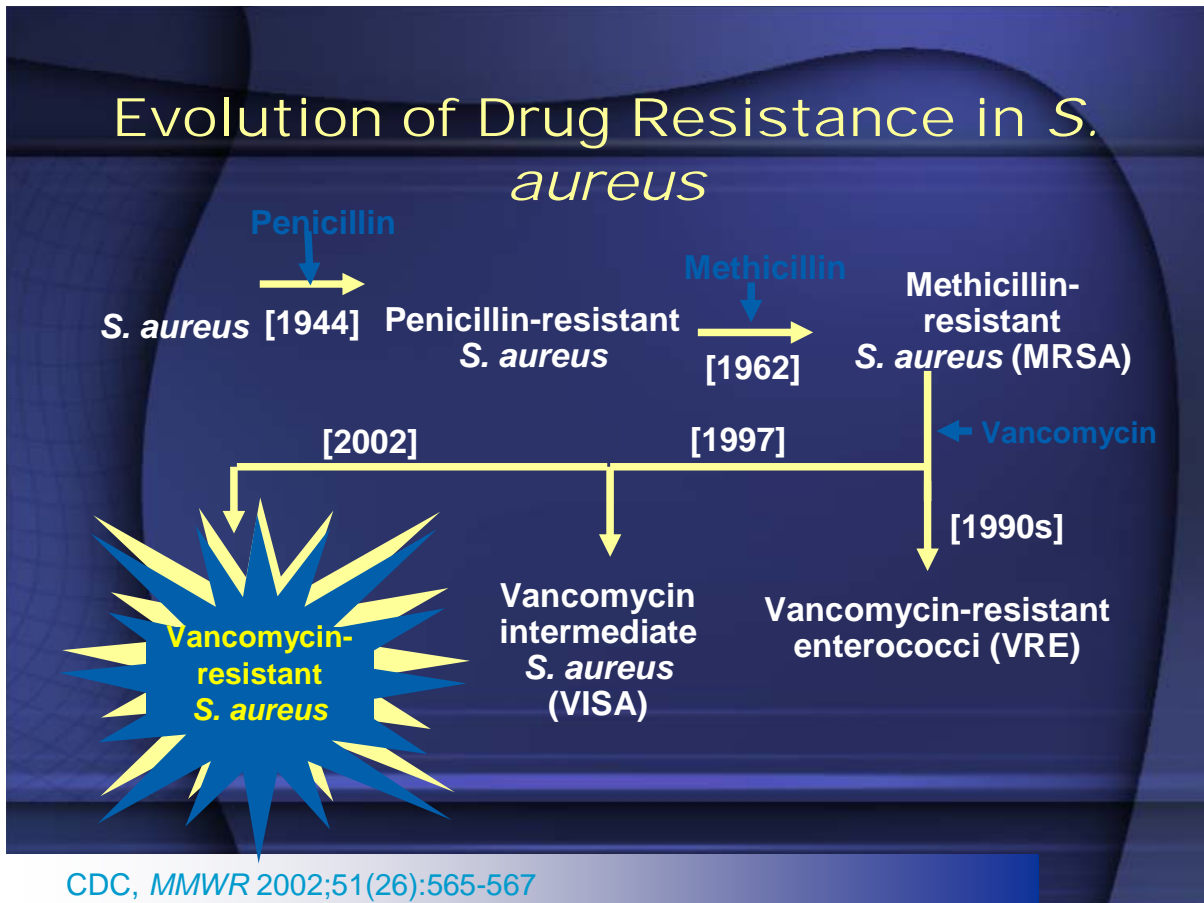 Evolution of Drug Resistance in S.
aureus
Penicillin
S. aureus
[1944]
Penicillin-resistant
S. aureus
Methicillin
[1962]
Methicillin-
resistant
S. aureus (MRSA)
Vancomycin
[2002]
[1997]
[1990s]
Vancomycin-
resistant
S. aureus
Vancomycin
intermediate
S. aureus
(VISA)
Vancomycin-resistant
enterococci (VRE)
CDC, MMWR 2002;51(26):565-567